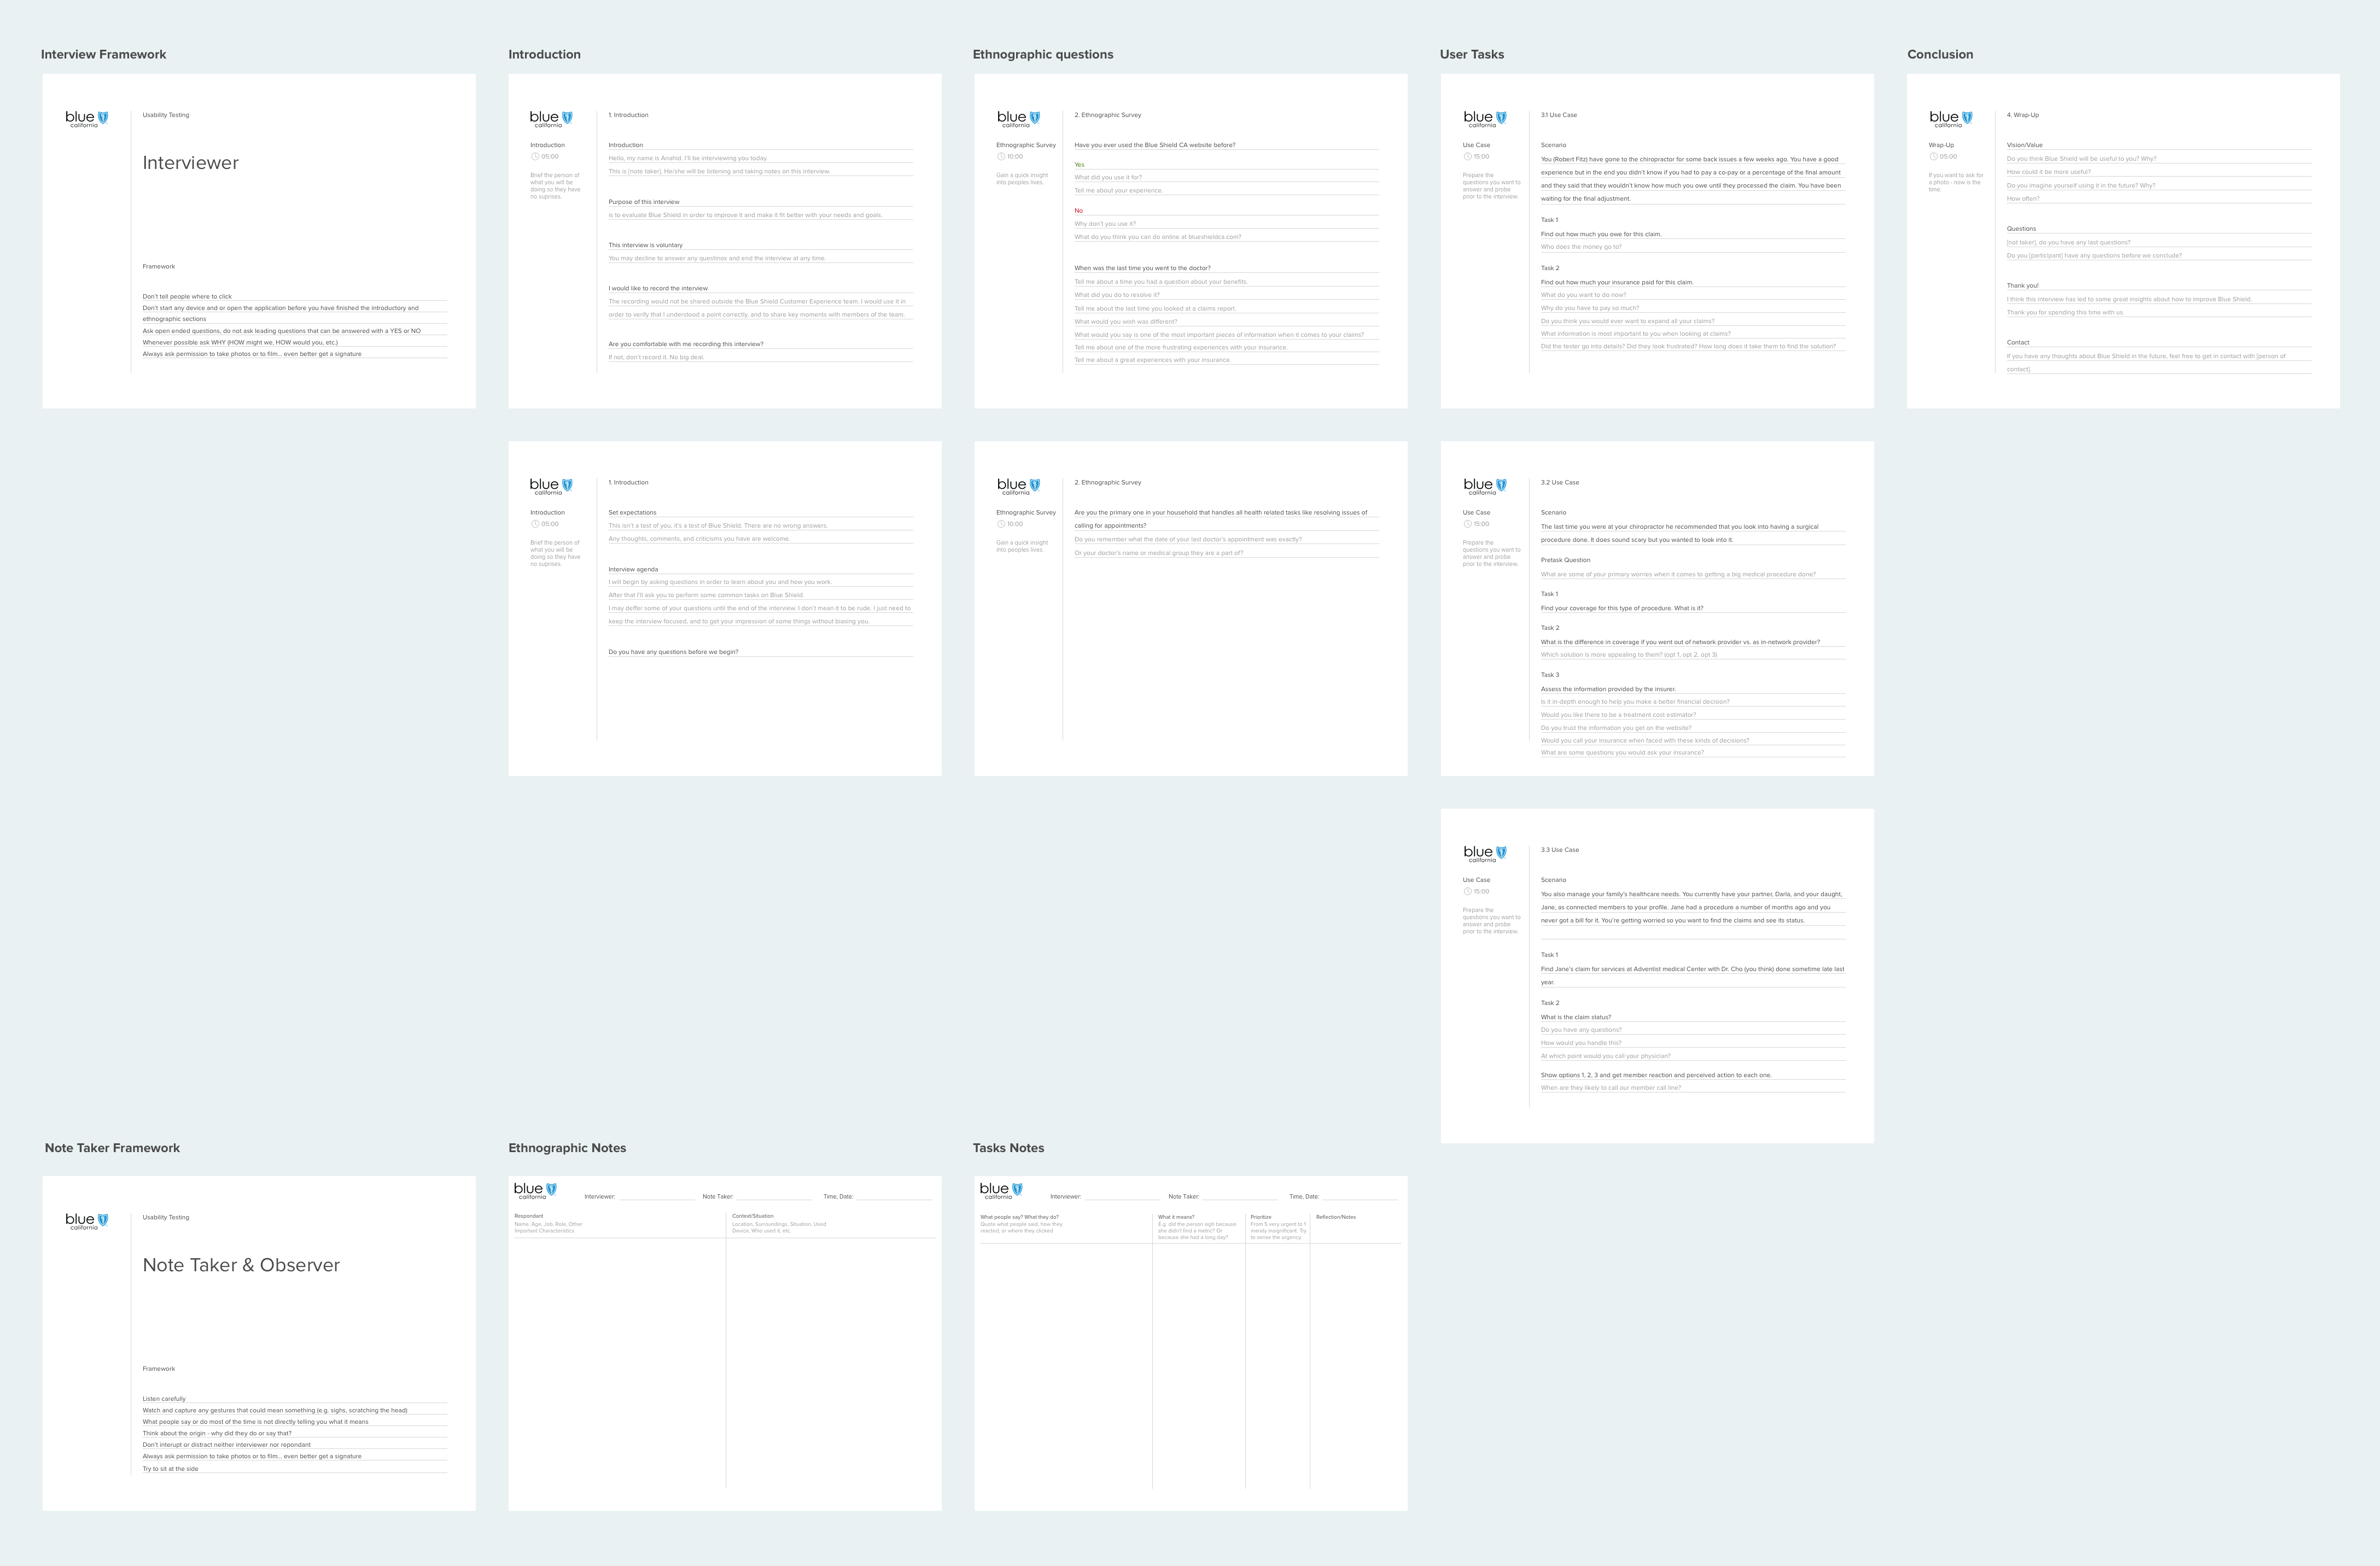 Interview Framework
blue
california
Usability Testing
Interviewer
Framework
Don't tell people where to click
Don't start any device and or open the application before you have finished the introductory and
ethnographic sections
Ask open ended questions, do not ask leading questions that can be answered with a YES or NO
Whenever possible ask WHY (HOW might we, HOW would you, etc.)
Always ask permission to take photos or to film... even better get a signature
Introduction
blue
california
Introduction
05:00
Brief the person of
what you will be
doing so they have
no suprises.
1. Introduction
Introduction
Hello, my name is Anahid. I'll be interviewing you today.
This is [note taker]. He/she will be listening and taking notes on this interview.
Purpose of this interview
is to evaluate Blue Shield in order to improve it and make it fit better with your needs and goals.
This interview is voluntary
You may decline to answer any questinos and end the interview at any time.
I would like to record the interview
The recording would not be shared outside the Blue Shield Customer Experience team. I would use it in
order to verify that I understood a point correctly, and to share key moments with members of the team.
Are you comfortable with me recording this interview?
If not, don't record it. No big deal.
Ethnographic questions
blue
california
Ethnographic Survey
10:00
Gain a quick insight
into peoples lives.
2. Ethnographic Survey
Have you ever used the Blue Shield CA website before?
Yes
What did you use it for?
Tell me about your experience.
No
Why don't you use it?
What do you think you can do online at blueshieldca.com?
When was the last time you went to the doctor?
Tell me about a time you had a question about your benefits.
What did you do to resolve it?
Tell me about the last time you looked at a claims report.
What would you wish was different?
What would you say is one of the most important pieces of information when it comes to your claims?
Tell me about one of the more frustrating experiences with your insurance.
Tell me about a great experiences with your insurance.
User Tasks
blue
california
Use Case
15:00
Prepare the
questions you want to
answer and probe
prior to the interview.
3.1 Use Case
Scenario
You (Robert Fitz) have gone to the chiropractor for some back issues a few weeks ago. You have a good
experience but in the end you didn't know if you had to pay a co-pay or a percentage of the final amount
and they said that they wouldn't know how much you owe until they processed the claim. You have been
waiting for the final adjustment.
Task 1
Find out how much you owe for this claim.
Who does the money go to?
Task 2
Find out how much your insurance paid for this claim.
What do you want to do now?
Why do you have to pay so much?
Do you think you would ever want to expand all your claims?
What information is most important to you when looking at claims?
Did the tester go into details? Did they look frustrated? How long does it take them to find the solution?
Conclusion
blue
california
Wrap-Up
05:00
If you want to ask for
a photo - now is the
time.
4. Wrap-Up
Vision/Value
Do you think Blue Shield will be useful to you? Why?
How could it be more useful?
Do you imagine yourself using it in the future? Why?
How often?
Questions
[not taker], do you have any last questions?
Do you [participant] have any questions before we conclude?
Thank you!
I think this interview has led to some great insights about how to improve Blue Shield.
Thank you for spending this time with us.
Contact
If you have any thoughts about Blue Shield in the future, feel free to get in contact with [person of
contact].
blue
california
Introduction
05:00
Brief the person of
what you will be
doing so they have
no suprises.
1. Introduction
Set expectations
This isn't a test of you, it's a test of Blue Shield. There are no wrong answers.
Any thoughts, comments, and criticisms you have are welcome.
Interview agenda
I will begin by asking questions in order to learn about you and how you work.
After that I'll ask you to perform some common tasks on Blue Shield.
I may deffer some of your questions until the end of the interview. I don't mean it to be rude. I just need to
keep the interview focused, and to get your impression of some things without biasing you.
Do you have any questions before we begin?
blue
california
Ethnographic Survey
10:00
Gain a quick insight
into peoples lives.
2. Ethnographic Survey
Are you the primary one in your household that handles all health related tasks like resolving issues of
calling for appointments?
Do you remember what the date of your last doctor's appointment was exactly?
Or your doctor's name or medical group they are a part of?
blue
california
Use Case
15:00
Prepare the
questions you want to
answer and probe
prior to the interview.
3.2 Use Case
Scenario
The last time you were at your chiropractor he recommended that you look into having a surgical
procedure done. It does sound scary but you wanted to look into it.
Pretask Question
What are some of your primary worries when it comes to getting a big medical procedure done?
Task 1
Find your coverage for this type of procedure. What is it?
Task 2
What is the difference in coverage if you went out of network provider vs. as in-network provider?
Which solution is more appealing to them? (opt 1, opt 2, opt 3)
Task 3
Assess the information provided by the insurer.
Is it in-depth enough to help you make a better financial decision?
Would you like there to be a treatment cost estimator?
Do you trust the information you get on the website?
Would you call your insurance when faced with these kinds of decisions?
What are some questions you would ask your insurance?
blue
california
Use Case
15:00
Prepare the
questions you want to
answer and probe
prior to the interview.
3.3 Use Case
Scenario
You also manage your family's healthcare needs. You currently have your partner, Darla, and your daught,
Jane, as connected members to your profile. Jane had a procedure a number of months ago and you
never got a bill for it. You're getting worried so you want to find the claims and see its status.
Task 1
Find Jane's claim for services at Adventist medical Center with Dr. Cho (you think) done sometime late last
year.
Task 2
What is the claim status?
Do you have any questions?
How would you handle this?
At which point would you call your physician?
Show options 1, 2, 3 and get member reaction and perceived action to each one.
When are they likely to call our member call line?
Note Taker Framework
blue
california
Usability Testing
Note Taker & Observer
Framework
Listen carefully
Watch and capture any gestures that could mean something (e.g. sighs, scratching the head)
What people say or do most of the time is not directly telling you what it means
Think about the origin - why did they do or say that?
Don't interupt or distract neither interviewer nor repondant
Always ask permission to take photos or to film... even better get a signature
Try to sit at the side
Ethnographic Notes
blue
california
Interviewer:
Note Taker:
Time, Date:
Respondant
Name, Age, Job, Role, Other
Important Characteristics
Context/Situation
Location, Surroundings, Situation, Used
Device, Who used it, etc.
Tasks Notes
blue
california
Interviewer:
Note Taker:
Time, Date:
What people say? What they do?
Quote what people said, how they
reacted, or where they clicked
What it means?
E.g. did the person sigh because
she didn't find a metric? Or
because she had a long day?
Prioritize
From 5 very urgent to 1
merely magnificent. Try
to sense the urgency.
Reflection/Notes